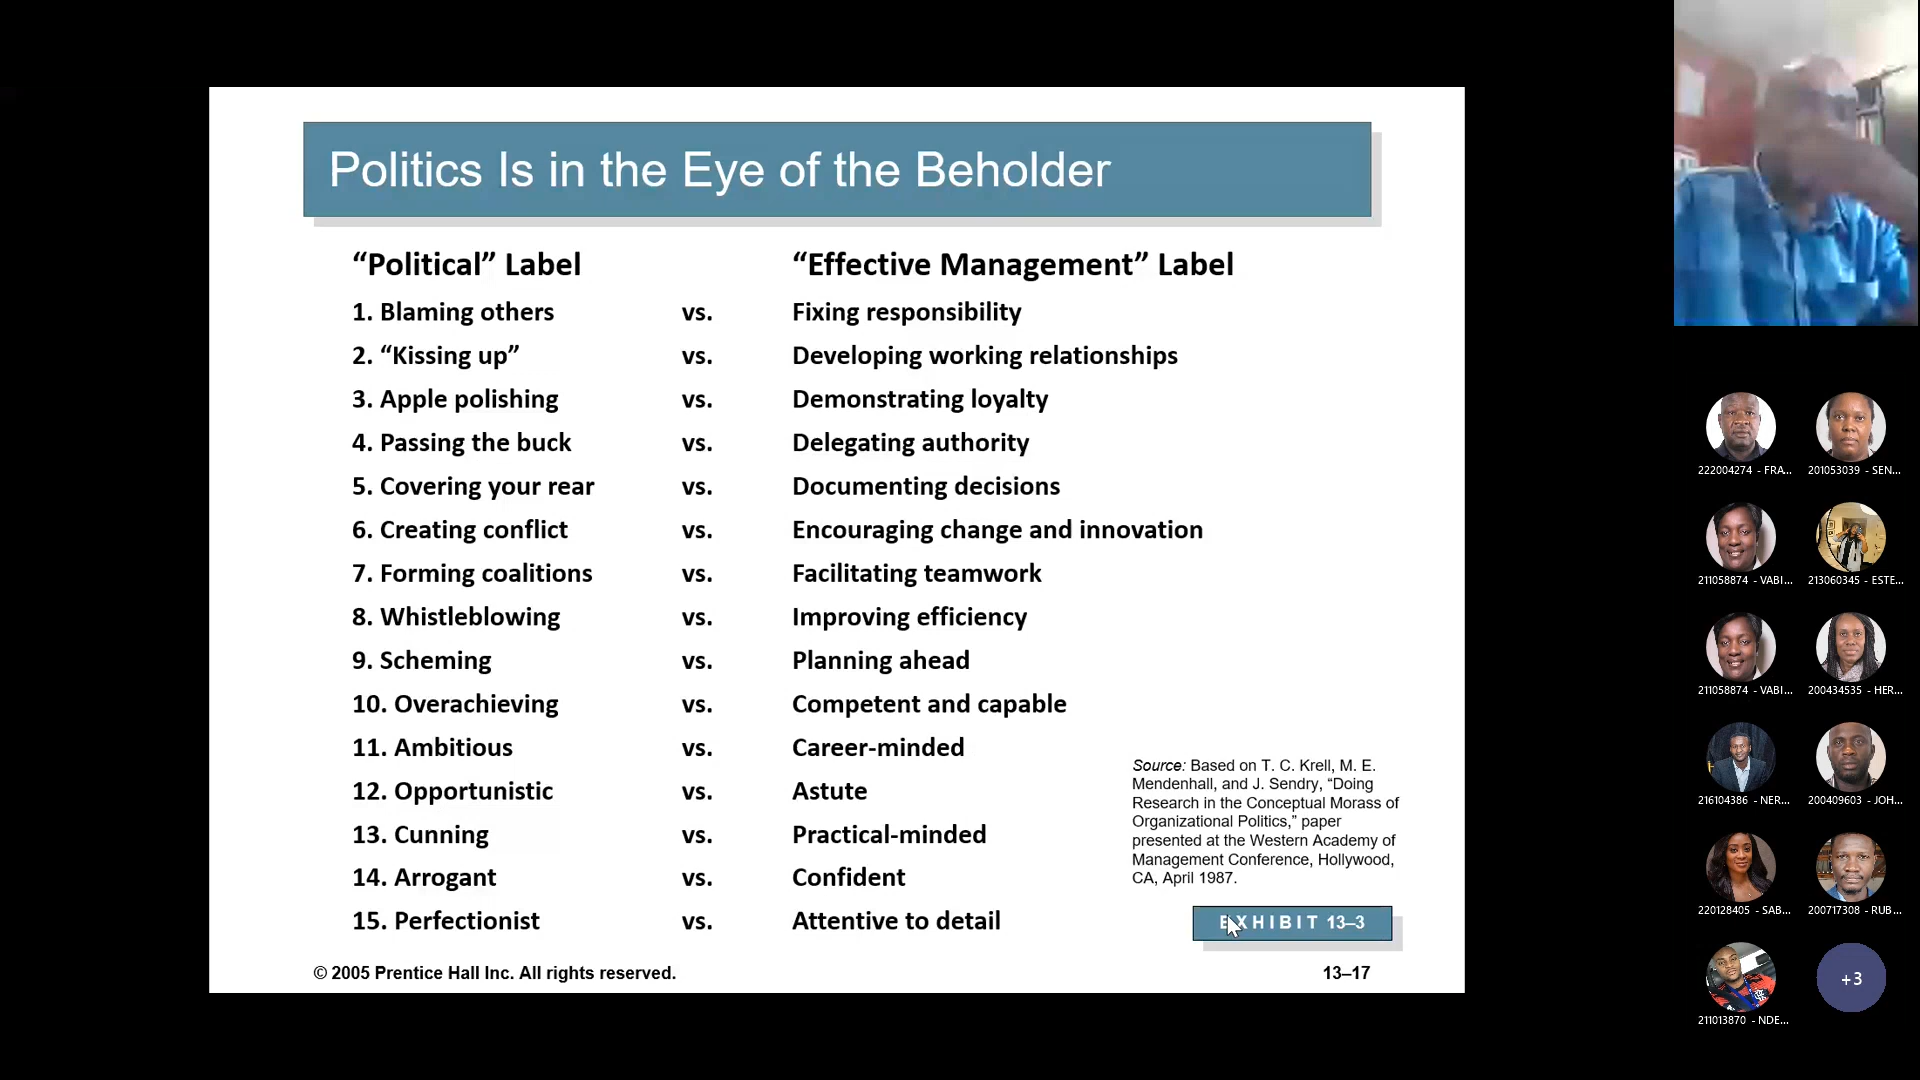 Politics Is in the Eye of the Beholder
“Political” Label “Effective Management” Label
1. Blaming others vs. Fixing responsibility
2. “Kissing up” vs. Developing working relationships
3. Apple polishing vs. Demonstrating loyalty
4. Passing the buck vs. Delegating authority
5. Covering your rear vs. Documenting decisions
6. Creating conflict vs. Encouraging change and innovation
7. Forming coalitions vs. Facilitating teamwork
8. Whistleblowing vs. Improving efficiency
9. Scheming vs. Planning ahead
10. Overachieving vs. Competent and capable
11. Ambitious vs. Career-minded
12. Opportunistic vs. Astute
13. Cunning vs. Practical-minded
14. Arrogant vs. Confident
15. Perfectionist vs. Attentive to detail
Source: Based on T. C. Krell, M. E.
Mendenhall, and J. Sendry, “Doing
Research in the Conceptual Morass of
Organizational Politics,” paper
presented at the Western Academy of
Management Conference, Hollywood,
CA, April 1987.
EXHIBIT 13–3
© 2005 Prentice Hall Inc. All rights reserved. 13–17
222004274 - FRA... 201053039 - SEN...
211058874 - VABI... 213060345 - ESTE...
211058874 - VABI... 200434535 - HER...
216104386 - NER... 200409603 - JOH...
220128405 - SAB... 200717308 - RUB...
211013870 - NDE... +3